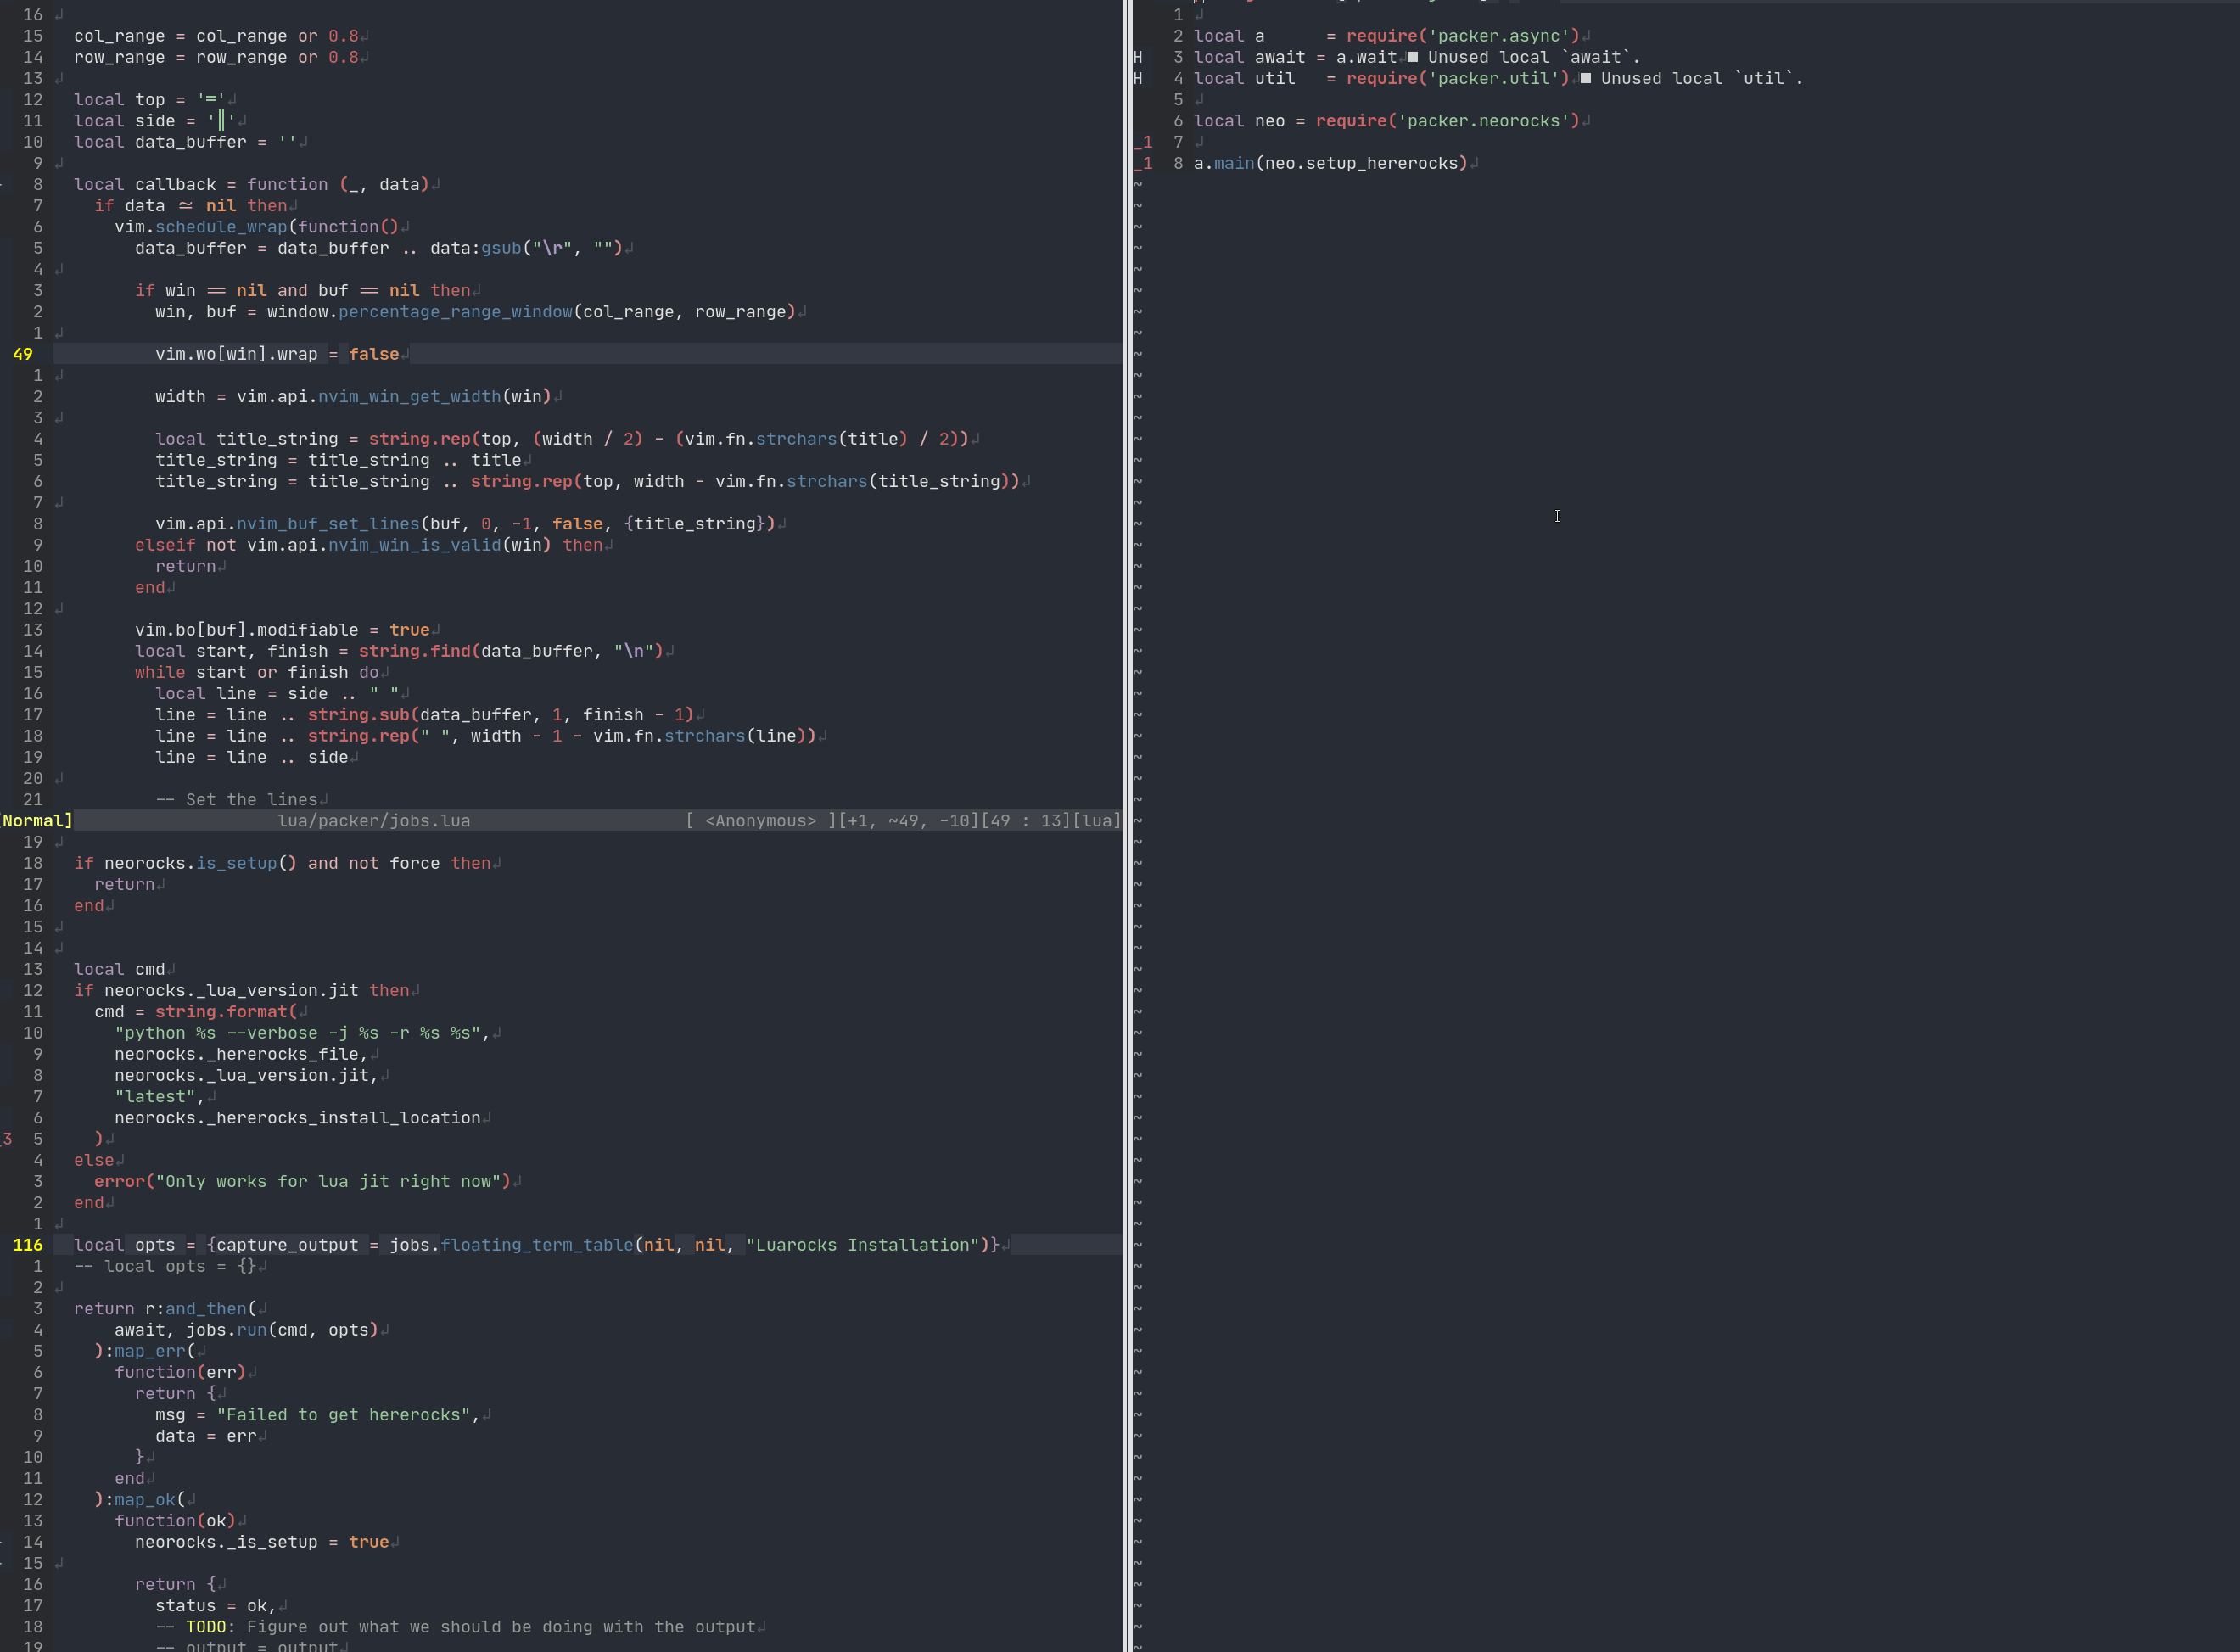 16
15 col_range = col_range or 0.8
14 row_range = row_range or 0.8
13
12 local top = '═'
11 local side = '║'
10 local data_buffer = ''
9
8 local callback = function (_, data)
7 if data ~= nil then
6 vim.schedule_wrap(function()
5 data_buffer = data_buffer .. data:gsub("\r", "")
4
3 if win == nil and buf == nil then
2 win, buf = window.percentage_range_window(col_range, row_range)
1
49 vim.wo[win].wrap = false
1
2 width = vim.api.nvim_win_get_width(win)
3
4 local title_string = string.rep(top, (width / 2) - (vim.fn.strchars(title) / 2))
5 title_string = title_string .. title
6 title_string = title_string .. string.rep(top, width - vim.fn.strchars(title_string))
7
8 vim.api.nvim_buf_set_lines(buf, 0, -1, false, {title_string})
9 elseif not vim.api.nvim_win_is_valid(win) then
10 return
11 end
12
13 vim.bo[buf].modifiable = true
14 local start, finish = string.find(data_buffer, "\n")
15 while start or finish do
16 local line = side .. " "
17 line = line .. string.sub(data_buffer, 1, finish - 1)
18 line = line .. string.rep(" ", width - 1 - vim.fn.strchars(line))
19 line = line .. side
20
21 -- Set the lines
[Normal] lua/packer/jobs.lua [ <Anonymous> ][+1, ~49, -10][49 : 13][lua]
19
18 if neorocks.is_setup() and not force then
17 return
16 end
15
14
13 local cmd
12 if neorocks._lua_version.jit then
11 cmd = string.format(
10 "python %s --verbose -j %s -r %s %s",
9 neorocks._hererocks_file,
8 neorocks._lua_version.jit,
7 "latest",
6 neorocks._hererocks_install_location
_3 5 )
4 else
3 error("Only works for lua jit right now")
2 end
1
116 local opts = {capture_output = jobs.floating_term_table(nil, nil, "Luarocks Installation")}
1 -- local opts = {}
2
3 return r:and_then(
4 await, jobs.run(cmd, opts)
5 ):map_err(
6 function(err)
7 return {
8 msg = "Failed to get hererocks",
9 data = err
10 }
11 end
12 ):map_ok(
13 function(ok)
14 neorocks._is_setup = true
15
16 return {
17 status = ok,
18 -- TODO: Figure out what we should be doing with the output
19 -- output = output
1
2 local a = require('packer.async')
H 3 local await = a.wait ■ Unused local `await`.
H 4 local util = require('packer.util') ■ Unused local `util`.
5
6 local neo = require('packer.neorocks')
_1 7
_1 8 a.main(neo.setup_hererocks)